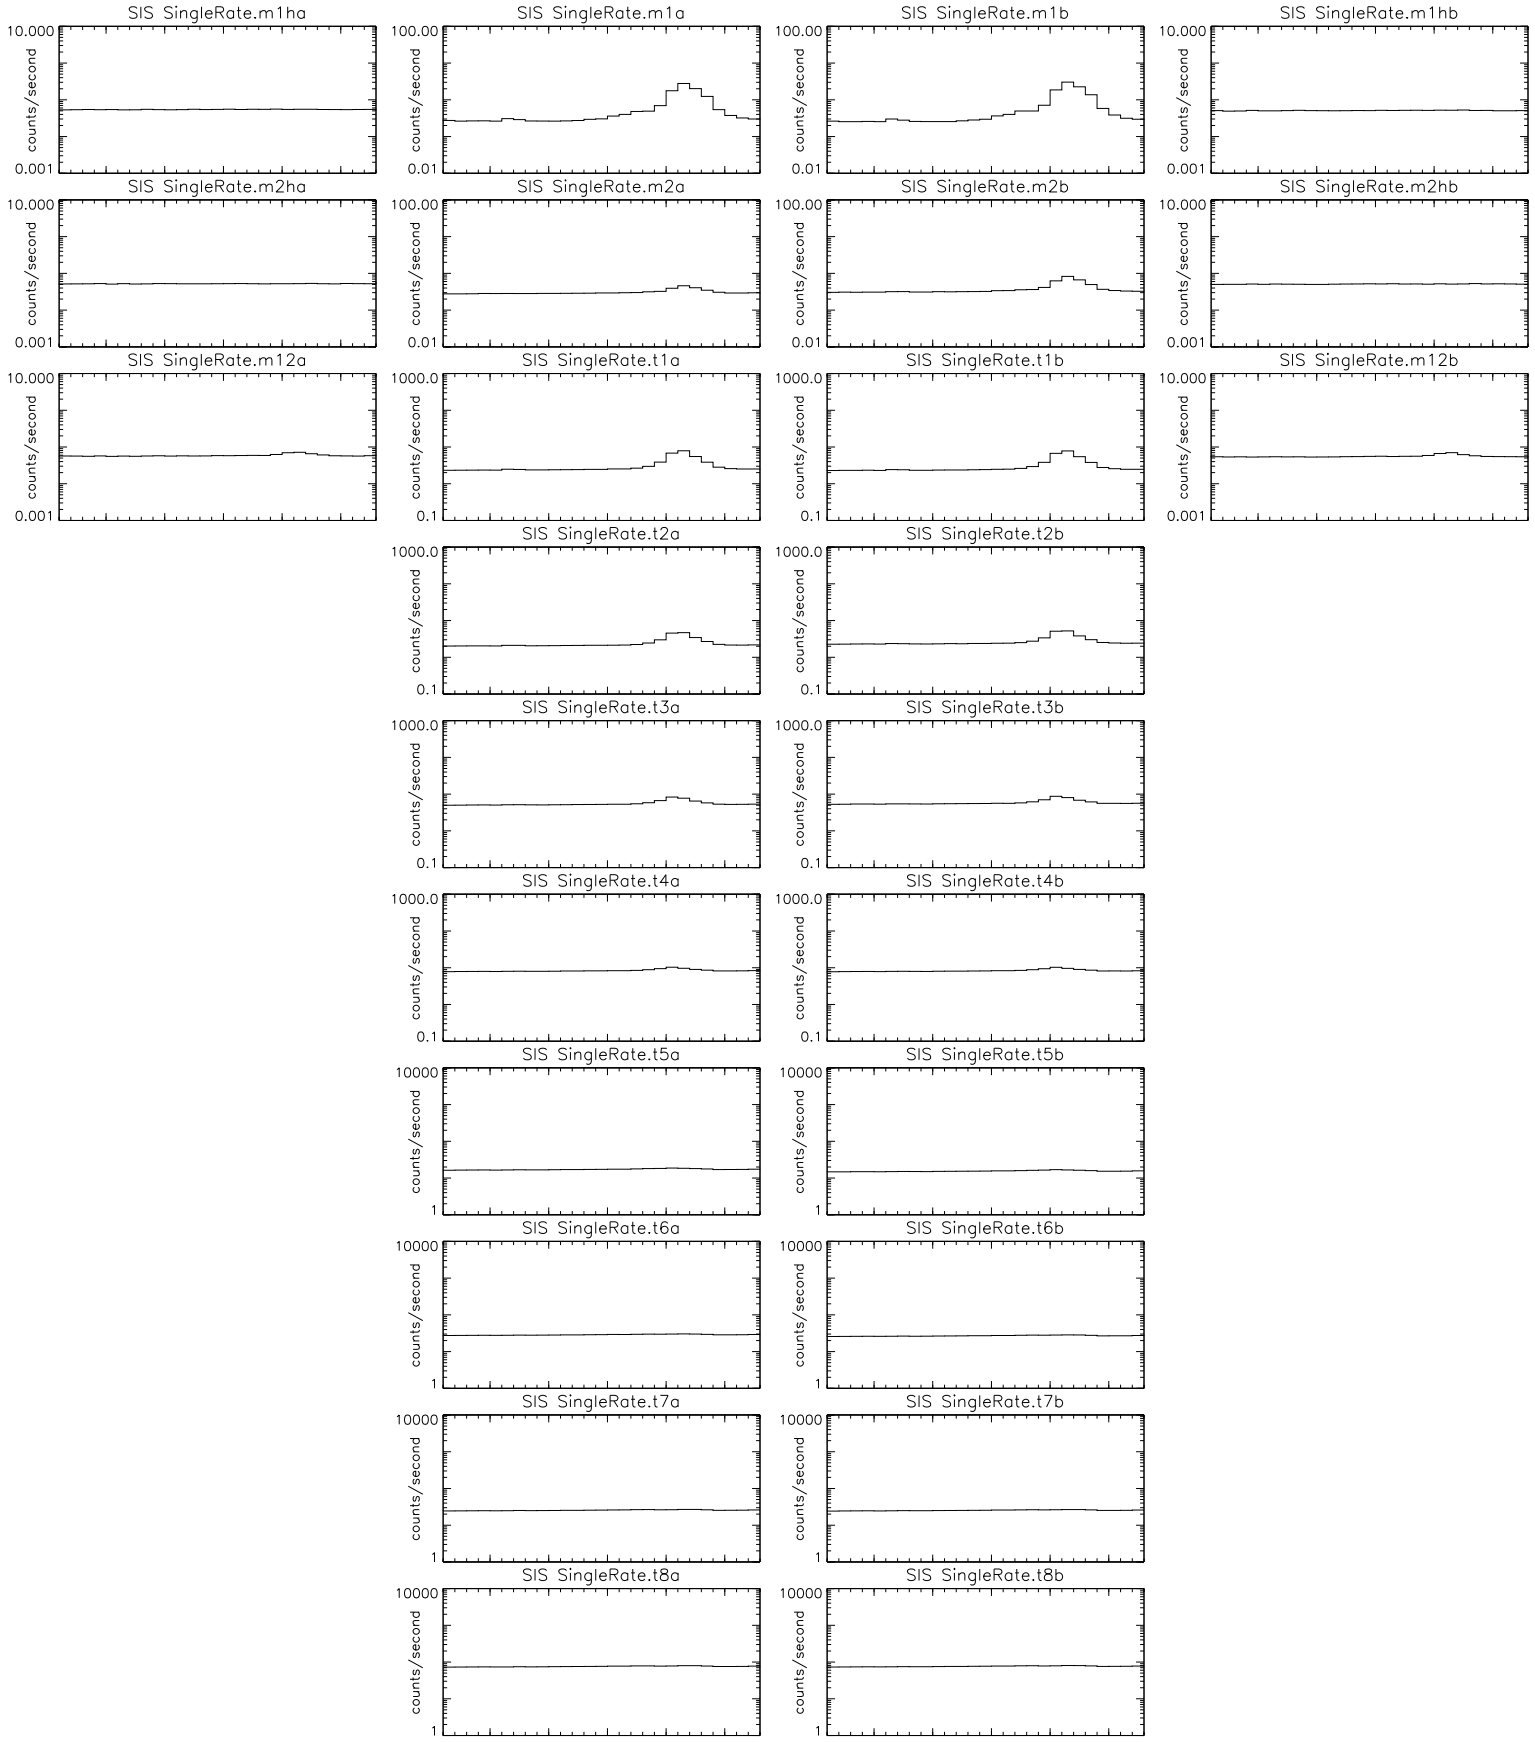 SIS SingleRate.m1ha
SIS SingleRate.m1a
SIS SingleRate.m1b
SIS SingleRate.m1hb
10.000
counts/second
0.001
100.00
counts/second
0.01
100.00
counts/second
0.01
10.000
counts/second
0.001
SIS SingleRate.m2ha
SIS SingleRate.m2a
SIS SingleRate.m2b
SIS SingleRate.m2hb
10.000
counts/second
0.001
100.00
counts/second
0.01
100.00
counts/second
0.01
10.000
counts/second
0.001
SIS SingleRate.m12a
SIS SingleRate.t1a
SIS SingleRate.t1b
SIS SingleRate.m12b
10.000
counts/second
0.001
1000.0
counts/second
0.1
1000.0
counts/second
0.1
10.000
counts/second
0.001
SIS SingleRate.t2a
SIS SingleRate.t2b
1000.0
counts/second
0.1
1000.0
counts/second
0.1
SIS SingleRate.t3a
SIS SingleRate.t3b
1000.0
counts/second
0.1
1000.0
counts/second
0.1
SIS SingleRate.t4a
SIS SingleRate.t4b
1000.0
counts/second
0.1
1000.0
counts/second
0.1
SIS SingleRate.t5a
SIS SingleRate.t5b
10000
counts/second
1
10000
counts/second
1
SIS SingleRate.t6a
SIS SingleRate.t6b
10000
counts/second
1
10000
counts/second
1
SIS SingleRate.t7a
SIS SingleRate.t7b
10000
counts/second
1
10000
counts/second
1
SIS SingleRate.t8a
SIS SingleRate.t8b
10000
counts/second
1
10000
counts/second
1